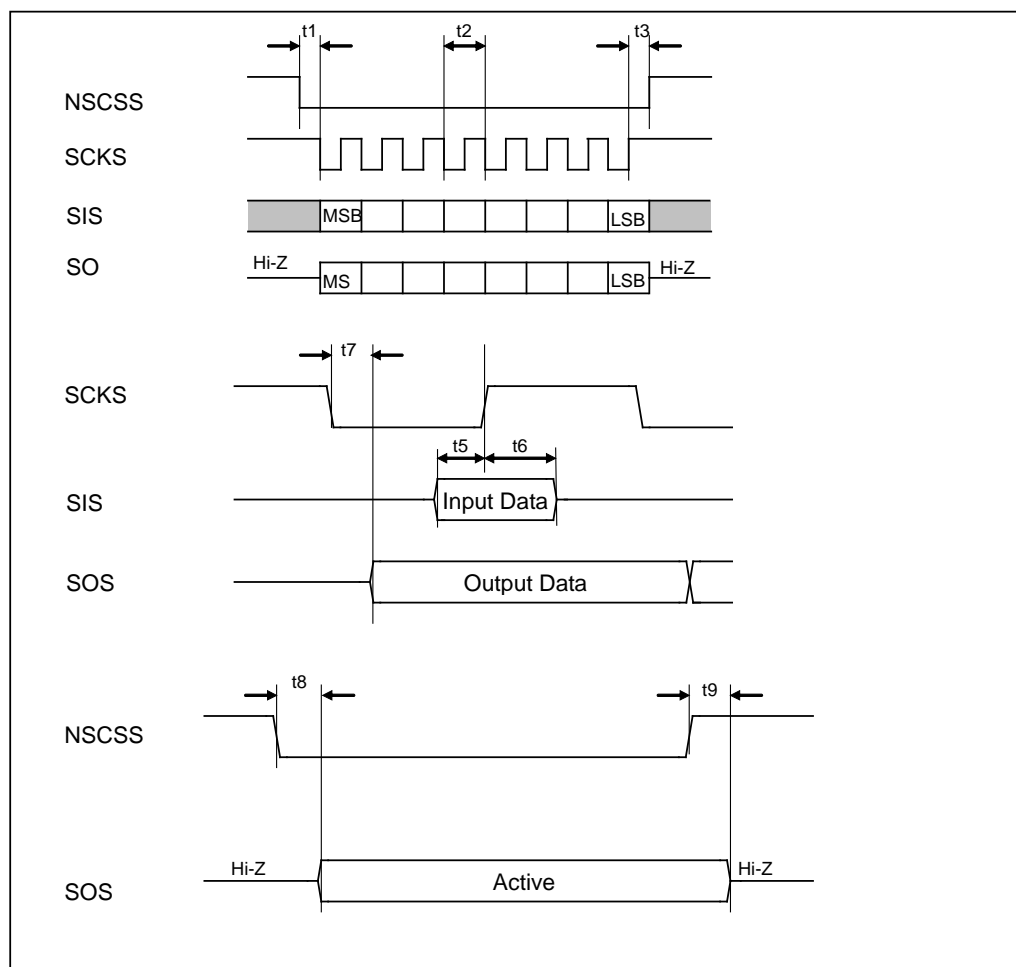 t1 t2 t3
NSCSS
SCKS
SIS MSB LSB
SO Hi-Z MS LSB Hi-Z
t7
SCKS
t5 t6
SIS Input Data
SOS Output Data
t8 t9
NSCSS
SOS Hi-Z Active Hi-Z